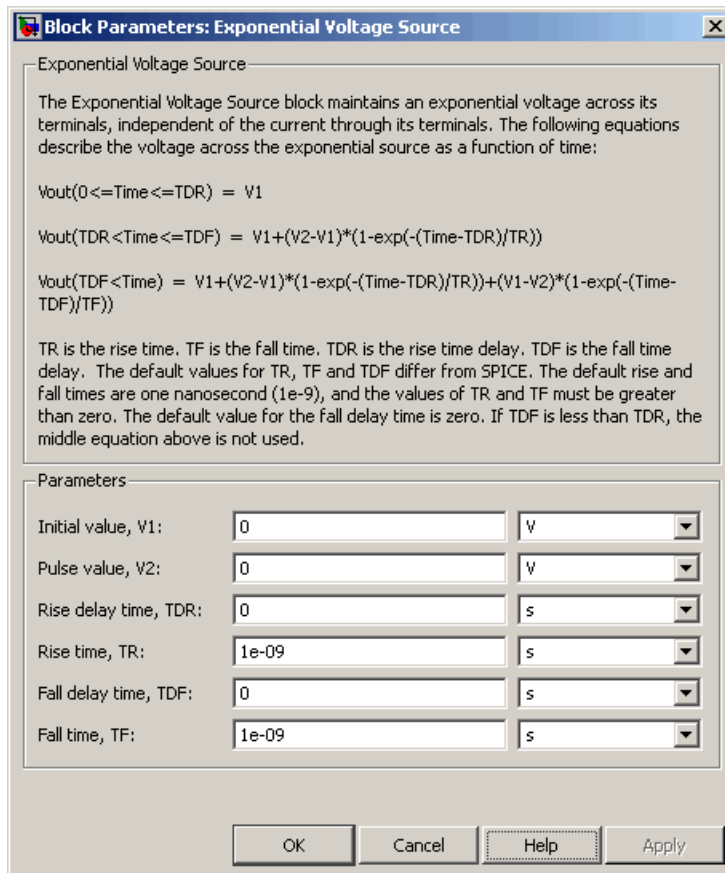 Block Parameters: Exponential Voltage Source
Exponential Voltage Source
The Exponential Voltage Source block maintains an exponential voltage across its
terminals, independent of the current through its terminals. The following equations
describe the voltage across the exponential source as a function of time:
Vout(0<=Time<=TDR) = V1
Vout(TDR<Time<=TDF) = V1+(V2-V1)*(1-exp(-(Time-TDR)/TR))
Vout(TDF<Time) = V1+(V2-V1)*(1-exp(-(Time-TDR)/TR))+(V1-V2)*(1-exp(-(Time-
TDF)/TF))
TR is the rise time. TF is the fall time. TDR is the rise time delay. TDF is the fall time
delay. The default values for TR, TF and TDF differ from SPICE. The default rise and
fall times are one nanosecond (1e-9), and the values of TR and TF must be greater
than zero. The default value for the fall delay time is zero. If TDF is less than TDR, the
middle equation above is not used.
Parameters
Initial value, V1: 0 V
Pulse value, V2: 0 V
Rise delay time, TDR: 0 s
Rise time, TR: 1e-09 s
Fall delay time, TDF: 0 s
Fall time, TF: 1e-09 s
OK Cancel Help Apply